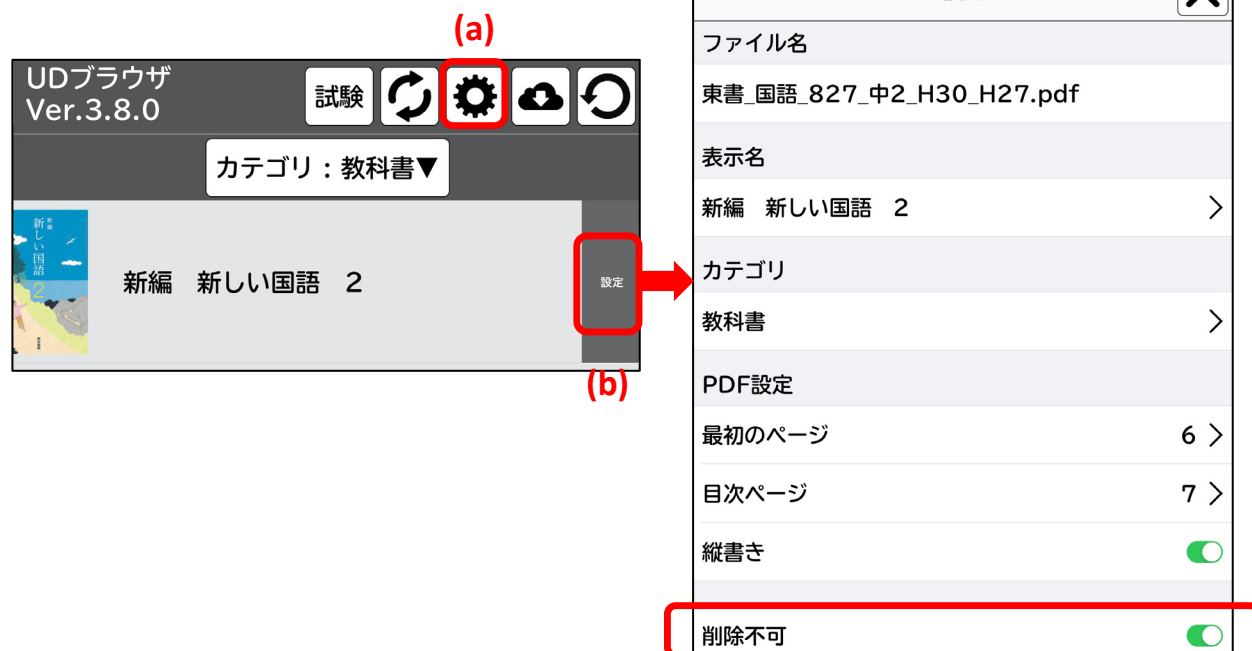 (a)
UDブラウザ
Ver.3.8.0
試験
カテゴリ：教科書▼
新編
新しい国語
2
新編　新しい国語　2
設定
(b)
ファイル名
東書_国語_827_中2_H30_H27.pdf
表示名
新編　新しい国語　2
カテゴリ
教科書
PDF設定
最初のページ
6
目次ページ
7
縦書き
削除不可